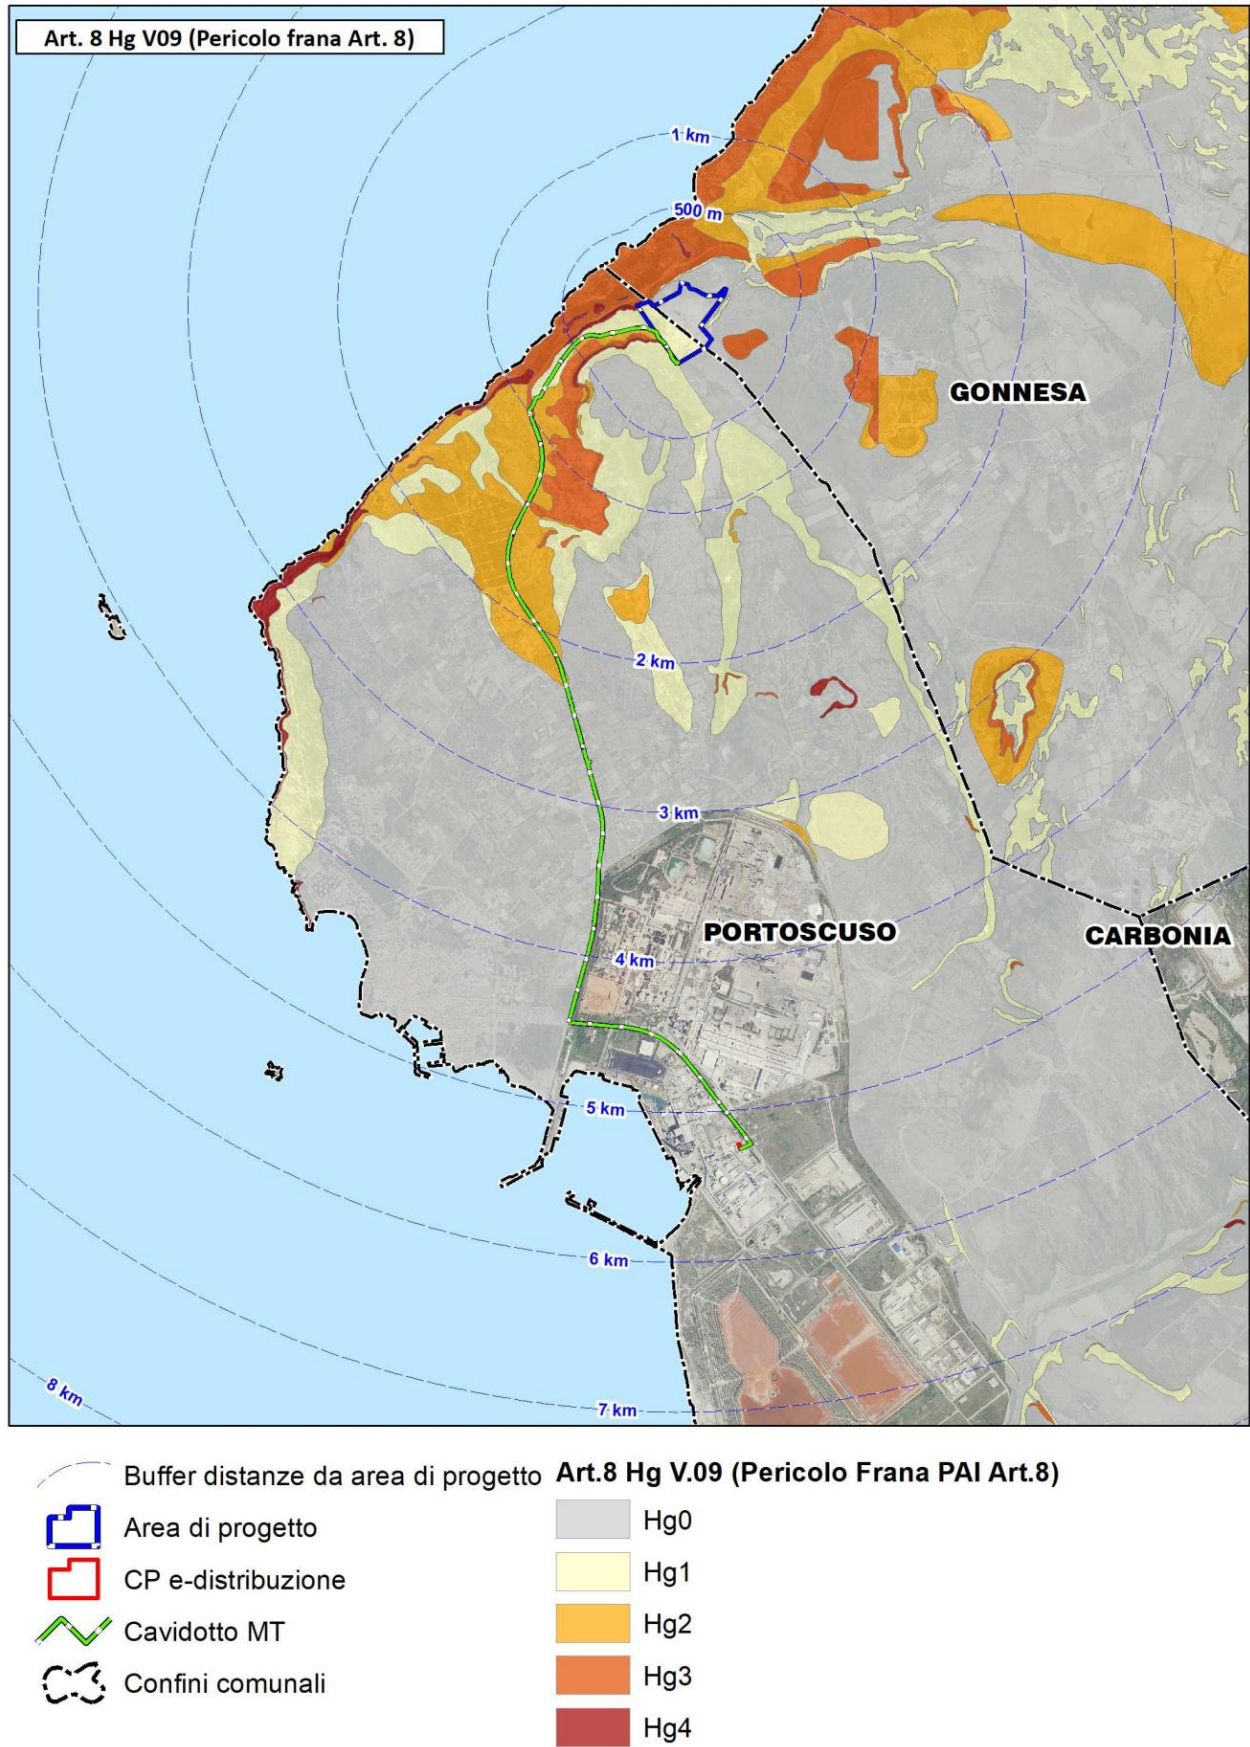 Art. 8 Hg V09 (Pericolo frana Art. 8)
1 km
500 m
GONNESA
2 km
3 km
PORTOSCUSO
CARBONIA
4 km
5 km
6 km
8 km
7 km
Buffer distanze da area di progetto
Area di progetto
CP e-distribuzione
Cavidotto MT
Confini comunali
Art.8 Hg V.09 (Pericolo Frana PAI Art.8)
Hg0
Hg1
Hg2
Hg3
Hg4